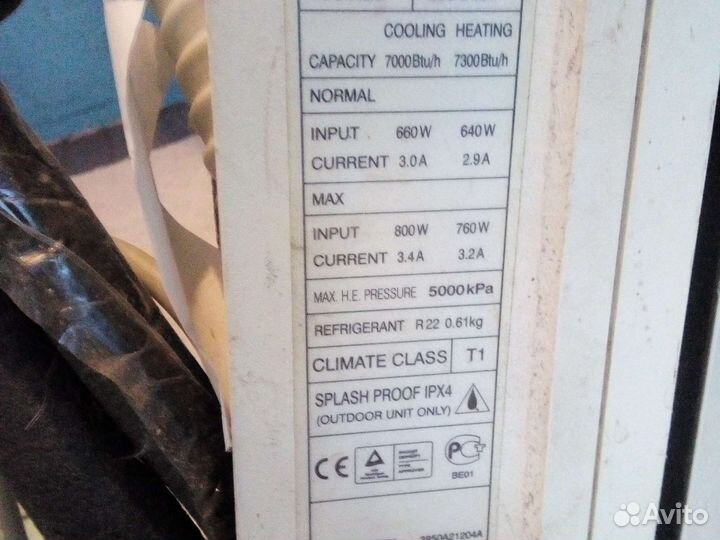 COOLING HEATING
CAPACITY 7000Btu/h 7300Btu/h
NORMAL
INPUT 660W 640W
CURRENT 3.0A 2.9A
MAX
INPUT 800W 760W
CURRENT 3.4A 3.2A
MAX. H.E. PRESSURE 5000kPa
REFRIGERANT R22 0.61kg
CLIMATE CLASS T1
SPLASH PROOF IPX4
(OUTDOOR UNIT ONLY)
CE
BE01
3850A21204A
Avito